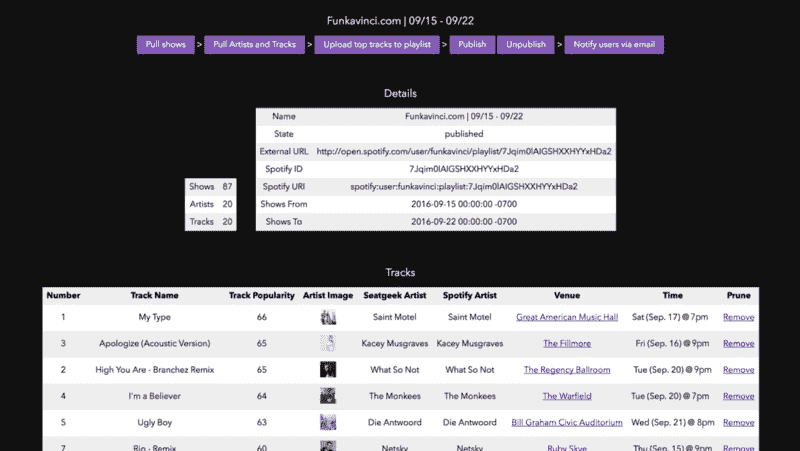 Funkavinci.com | 09/15 - 09/22
Pull shows > Pull Artists and Tracks > Upload top tracks to playlist > Publish Unpublish > Notify users via email
Details
Name Funkavinci.com | 09/15 - 09/22
State published
External URL http://open.spotify.com/user/funkavinci/playlist/7Jqim0lAIGSHXXHYYxHDa2
Spotify ID 7Jqim0lAIGSHXXHYYxHDa2
Shows 87 Spotify URI spotify:user:funkavinci:playlist:7Jqim0lAIGSHXXHYYxHDa2
Artists 20 Shows From 2016-09-15 00:00:00 -0700
Tracks 20 Shows To 2016-09-22 00:00:00 -0700
Tracks
Number Track Name Track Popularity Artist Image Seatgeek Artist Spotify Artist Venue Time Prune
1 My Type 66 Saint Motel Saint Motel Great American Music Hall Sat (Sep. 17) @ 7pm Remove
3 Apologize (Acoustic Version) 65 Kacey Musgraves Kacey Musgraves The Fillmore Fri (Sep. 16) @ 9pm Remove
2 High You Are - Branchez Remix 65 What So Not What So Not The Regency Ballroom Tue (Sep. 20) @ 9pm Remove
4 I'm a Believer 64 The Monkees The Monkees The Warfield Tue (Sep. 20) @ 7pm Remove
5 Ugly Boy 63 Die Antwoord Die Antwoord Bill Graham Civic Auditorium Wed (Sep. 21) @ 8pm Remove
7 Rio - Remix 60 Netsky Netsky Ruby Skye Thu (Sep. 15) @ 9pm Remove